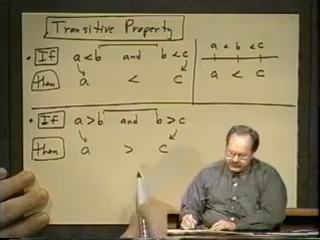 Transitive Property
• If a < b and b < c
then a < c
a < b < c
a < c
• If a > b and b > c
then a > c